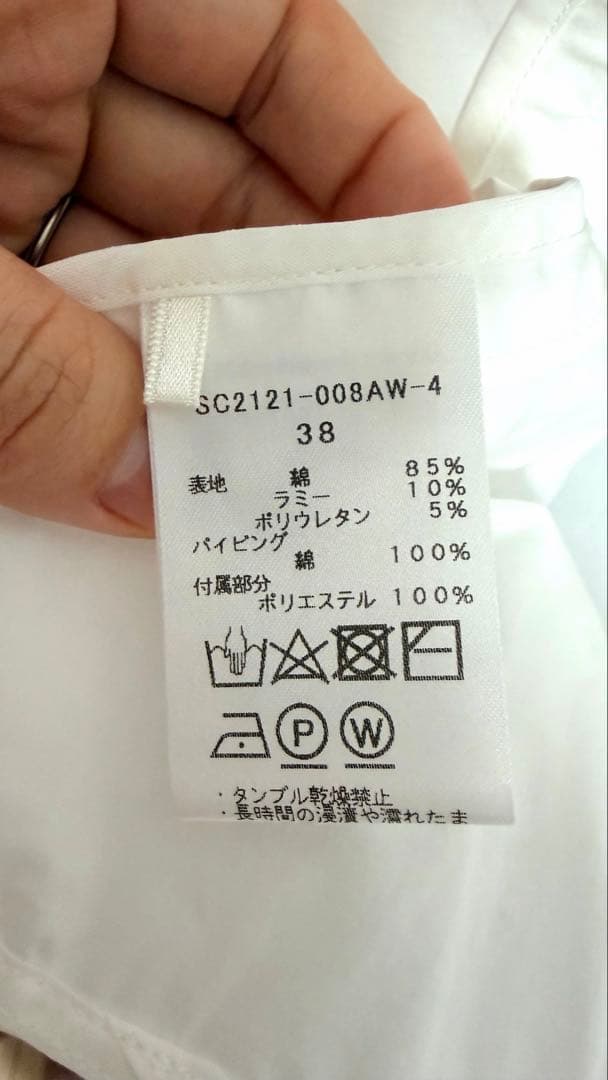 SC2121-008AW-4
38
表地 綿 85%
ラミー 10%
ポリウレタン 5%
パイピング
綿 100%
付属部分
ポリエステル 100%
P W
・タンブル乾燥禁止
・長時間の浸漬や濡れたま